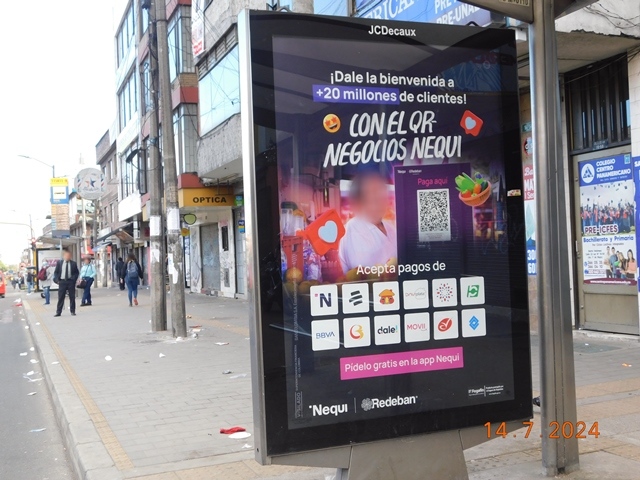 JCDecaux
¡Dale la bienvenida a
+20 millones de clientes!
CON EL QR
NEGOCIOS NEQUI
Paga aquí
Acepta pagos de
N
BBVA
dale!
MOVII
Pídelo gratis en la app Nequi
Nequi
Redeban
OPTICA
COLEGIO
CENTRO
PANAMERICANO
PRE-ICFES
Bachillerato y Primaria
14.7.2024